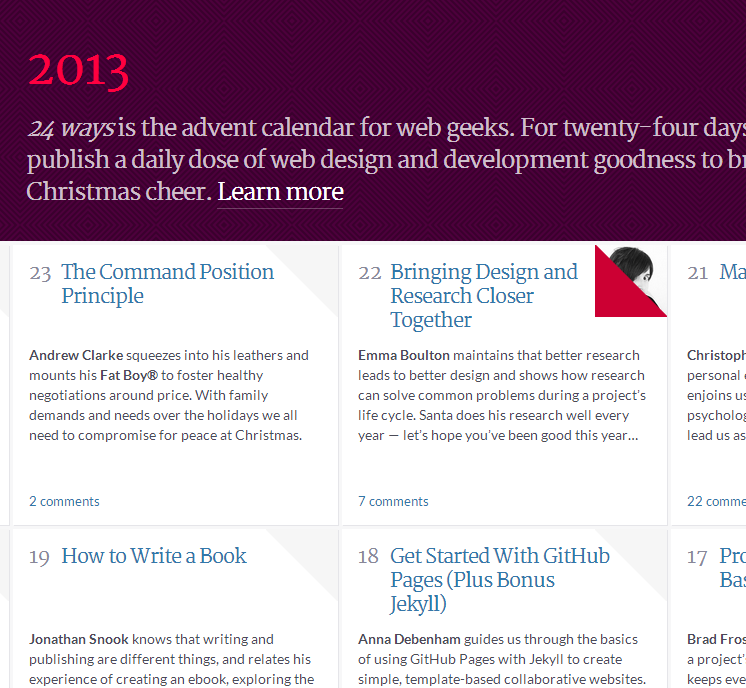 2013
24 ways is the advent calendar for web geeks. For twenty-four days
publish a daily dose of web design and development goodness to
Christmas cheer. Learn more
23 The Command Position
Principle
Andrew Clarke squeezes into his leathers and
mounts his Fat Boy® to foster healthy
negotiations around price. With family
demands and needs over the holidays we all
need to compromise for peace at Christmas.
2 comments
22 Bringing Design and
Research Closer
Together
Emma Boulton maintains that better research
leads to better design and shows how research
can solve common problems during a project's
life cycle. Santa does his research well every
year — let's hope you've been good this year…
7 comments
21
personal
enjoins us
lead us as
22
19 How to Write a Book
Jonathan Snook knows that writing and
publishing are different things, and relates his
experience of creating an ebook, exploring the
18 Get Started With GitHub
Pages (Plus Bonus
Jekyll)
Anna Debenham guides us through the basics
of using GitHub Pages with Jekyll to create
simple, template-based collaborative websites.
17
Brad
a project's
keeps